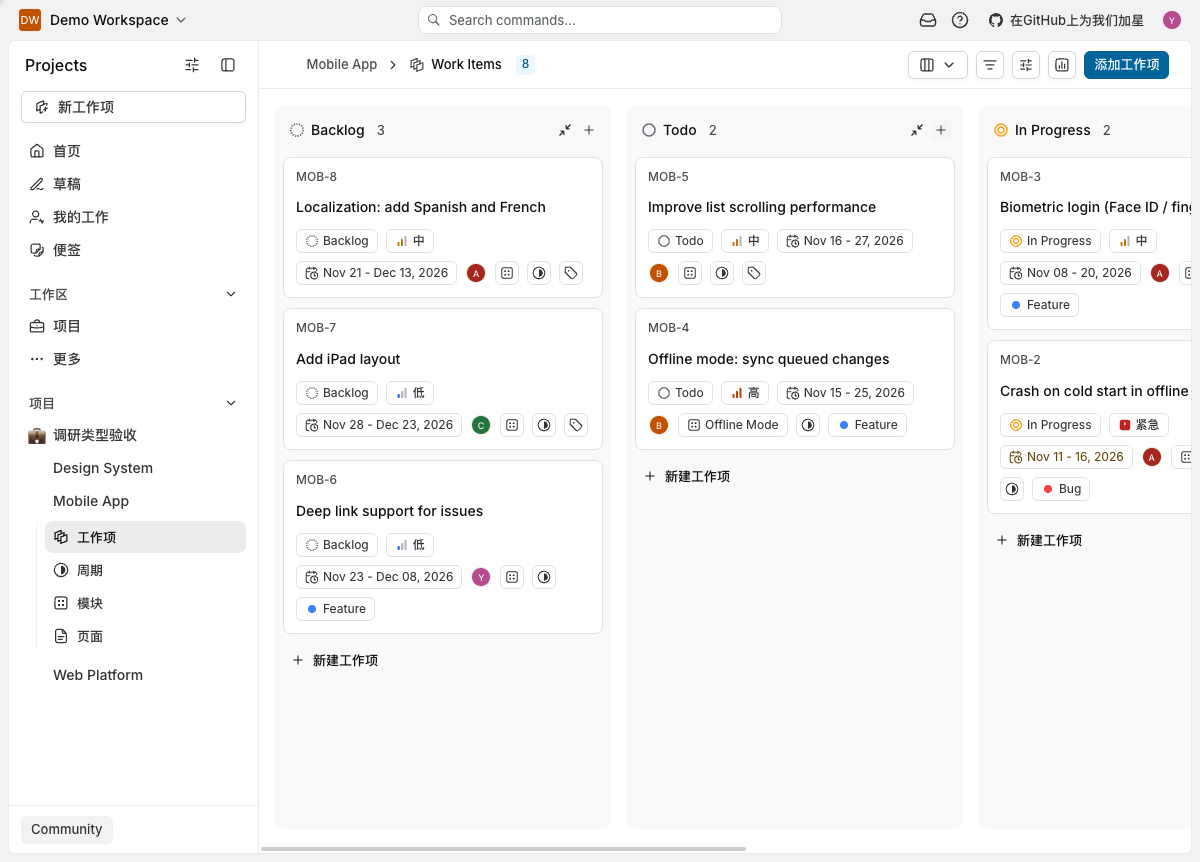 DW Demo Workspace
Search commands...
在GitHub上为我们加星
Y
Projects
新工作项
首页
草稿
我的工作
便签
工作区
项目
更多
项目
调研类型验收
Design System
Mobile App
工作项
周期
模块
页面
Web Platform
Community
Mobile App
Work Items 8
添加工作项
Backlog 3
MOB-8
Localization: add Spanish and French
Backlog 中
Nov 21 - Dec 13, 2026 A
MOB-7
Add iPad layout
Backlog 低
Nov 28 - Dec 23, 2026 C
MOB-6
Deep link support for issues
Backlog 低
Nov 23 - Dec 08, 2026 Y
Feature
新建工作项
Todo 2
MOB-5
Improve list scrolling performance
Todo 中 Nov 16 - 27, 2026
B
MOB-4
Offline mode: sync queued changes
Todo 高 Nov 15 - 25, 2026
B Offline Mode Feature
新建工作项
In Progress 2
MOB-3
Biometric login (Face ID / fing
In Progress 中
Nov 08 - 20, 2026 A
Feature
MOB-2
Crash on cold start in offline
In Progress 紧急
Nov 11 - 16, 2026 A
Bug
新建工作项